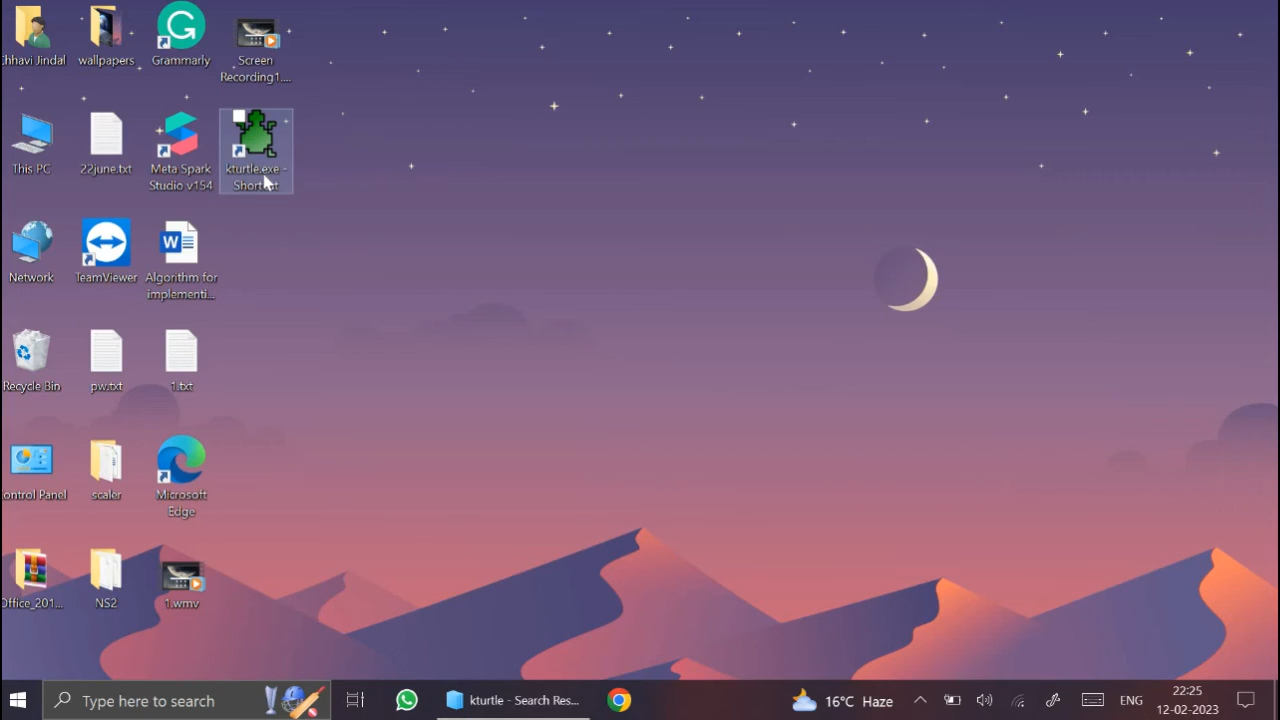 hhavi Jindal
wallpapers
Grammarly
Screen
Recording1....
This PC
22june.txt
Meta Spark
Studio v154
kturtle.exe -
Network
TeamViewer
Algorithm for
implementi...
Recycle Bin
pw.txt
1.txt
ontrol Panel
scaler
Microsoft
Edge
Office_201...
NS2
1.wmv
Type here to search
kturtle - Search Res...
16°C Haze
ENG
22:25
12-02-2023